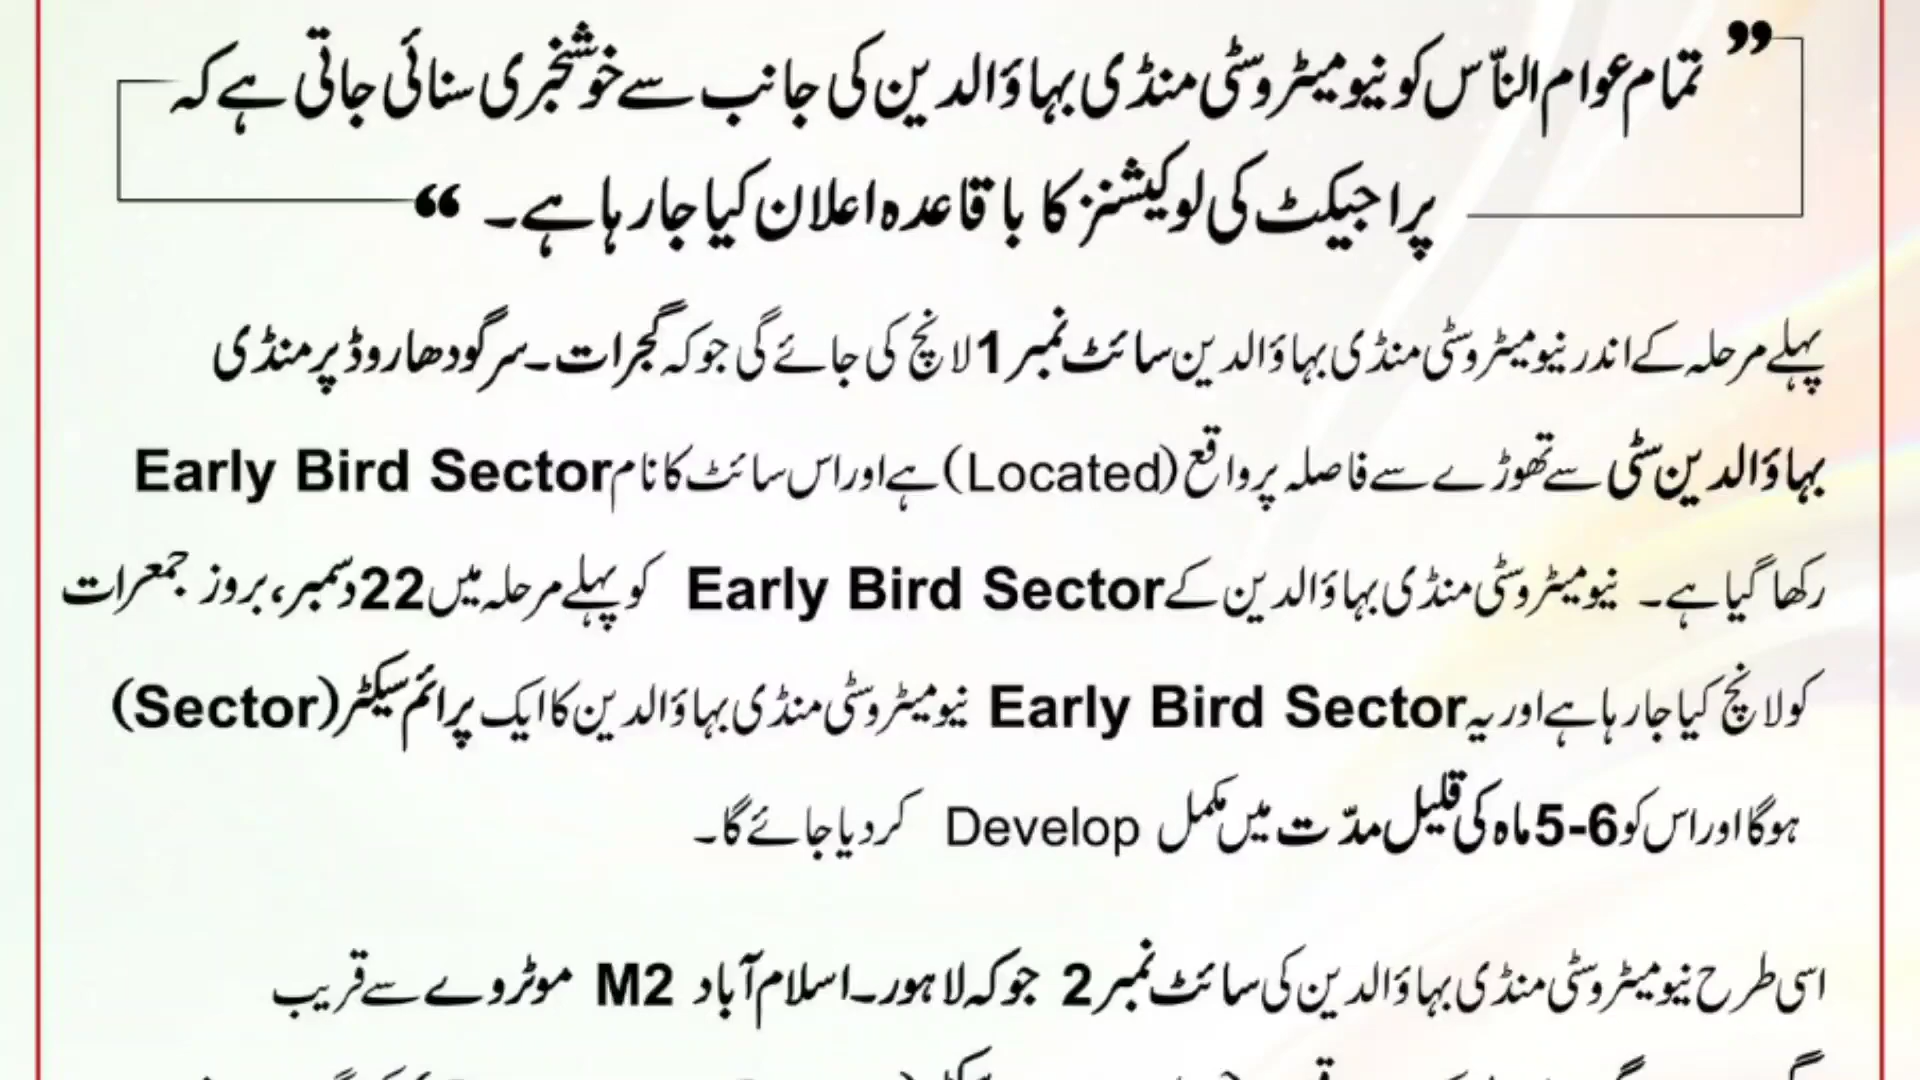 ” تمام عوام النّاس کو نیو میٹرو سٹی منڈی بہاؤالدین کی جانب سے خوشخبری سنائی جاتی ہے کہ
پراجیکٹ کی لوکیشنز کا باقاعدہ اعلان کیا جا رہا ہے۔ “
پہلے مرحلہ کے اندر نیو میٹرو سٹی منڈی بہاؤالدین سائٹ نمبر 1 لانچ کی جائے گی جو کہ گجرات۔سرگودھا روڈ پر منڈی
بہاؤالدین سٹی سے تھوڑے سے فاصلہ پر واقع (Located) ہے اور اس سائٹ کا نام Early Bird Sector
رکھا گیا ہے۔ نیو میٹرو سٹی منڈی بہاؤالدین کے Early Bird Sector کو پہلے مرحلہ میں 22 دسمبر، بروز جمعرات
کو لانچ کیا جا رہا ہے اور یہ Early Bird Sector نیو میٹرو سٹی منڈی بہاؤالدین کا ایک پرائم سیکٹر (Sector)
ہوگا اور اس کو 5-6 ماہ کی قلیل مدّت میں مکمل Develop کر دیا جائے گا۔
اسی طرح نیو میٹرو سٹی منڈی بہاؤالدین کی سائٹ نمبر 2 جو کہ لاہور۔اسلام آباد M2 موٹروے سے قریب